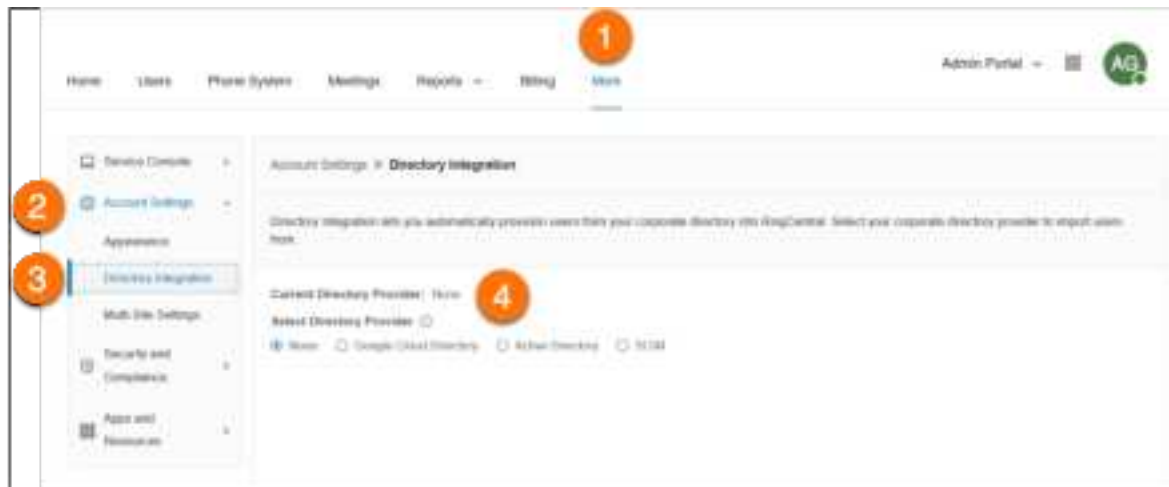 1
Admin Portal
AG
Home Users Phone System Meetings Reports Billing More
Service Console
Account Settings > Directory Integration
2
Account Settings
Directory Integration lets you automatically provision users from your corporate directory into RingCentral. Select your corporate directory provider to import users
from.
Appearance
3
Directory Integration
Current Directory Provider: None
4
Multi-Site Settings
Select Directory Provider
None Google Cloud Directory Active Directory SCIM
Security and
Compliance
Apps and
Resources